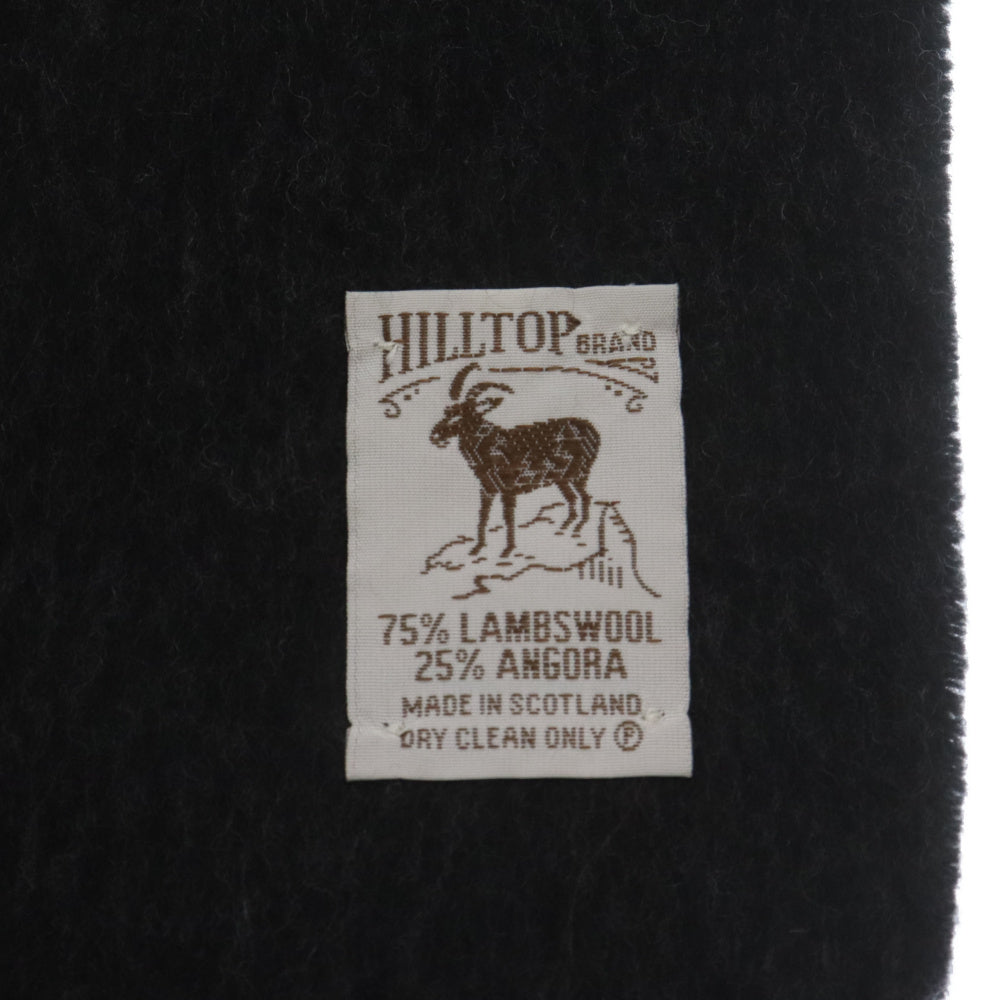 HILLTOP BRAND
75% LAMBSWOOL
25% ANGORA
MADE IN SCOTLAND
DRY CLEAN ONLY Ⓟ